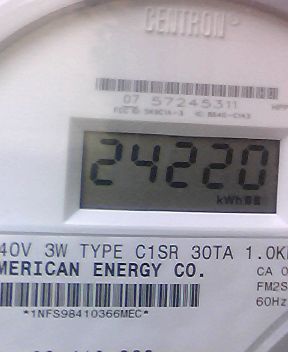 CENTRON
07 57245311
24220
kWh
40V 3W TYPE C1SR 30TA 1.0K
MERICAN ENERGY CO.
CA 0
FM2S
60Hz
*1NFS98410366MEC*